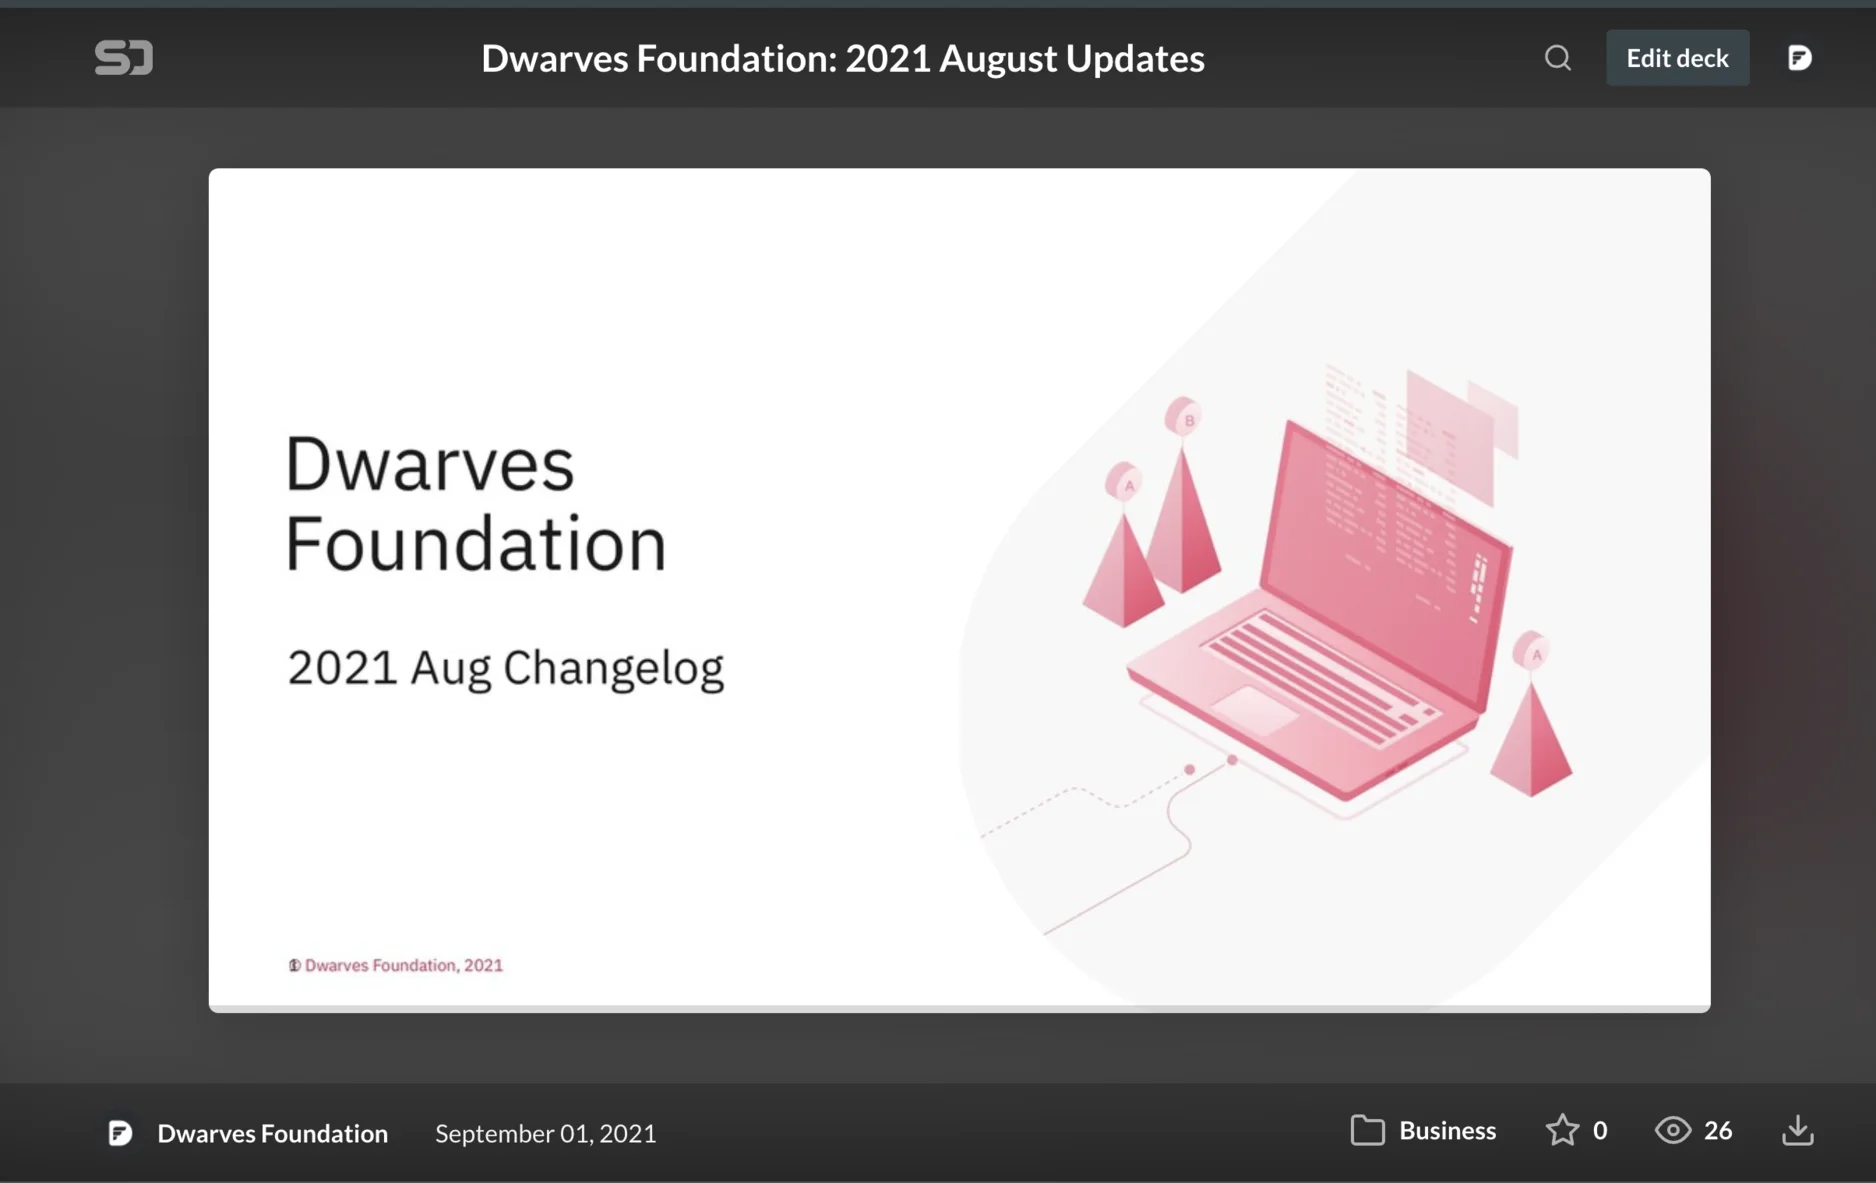 SD
Dwarves Foundation: 2021 August Updates
Edit deck
Dwarves
Foundation
2021 Aug Changelog
B
A
A
© Dwarves Foundation, 2021
Dwarves Foundation
September 01, 2021
Business
0
26